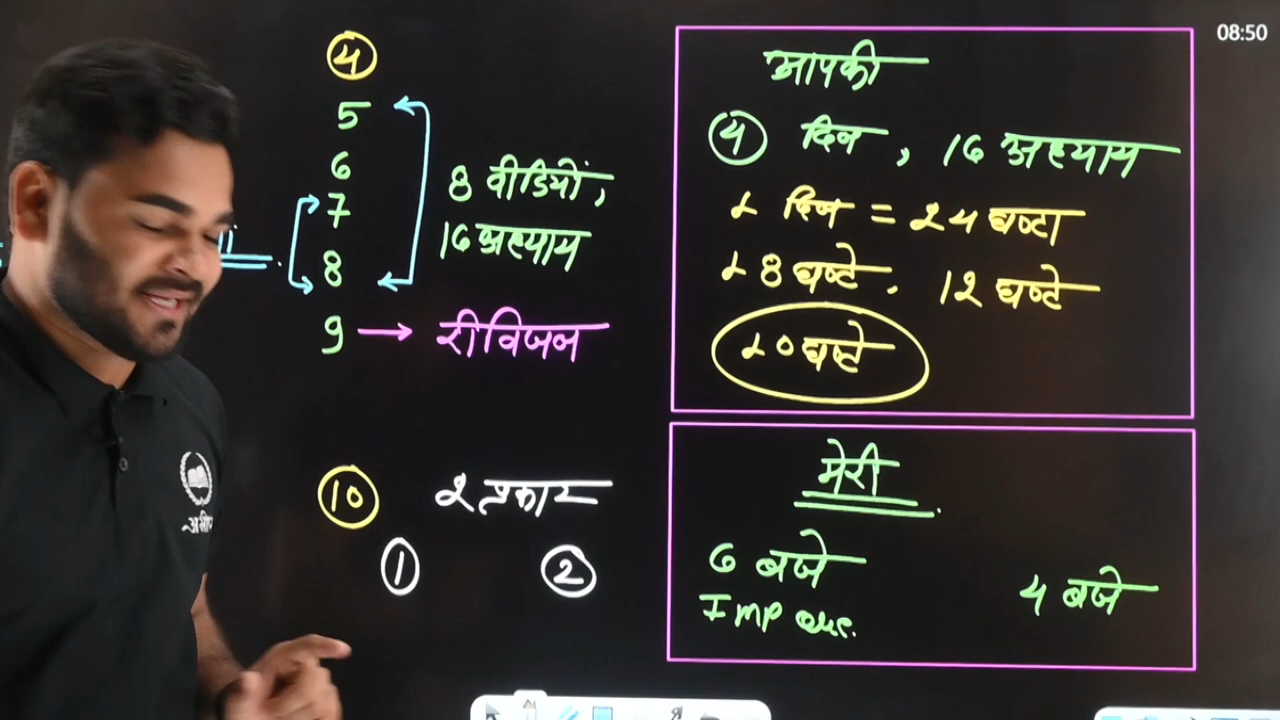 08:50
4
5
6
7
8
9 → रीविजन
8 वीडियों,
16 अध्याय
10 2 प्रकार
1 2
आपकी
4 दिन, 16 अध्याय
1 दिन = 24 घण्टा
18 घण्टे. 12 घण्टे
10 घण्टे
मेरी
6 बजे 4 बजे
Imp que.